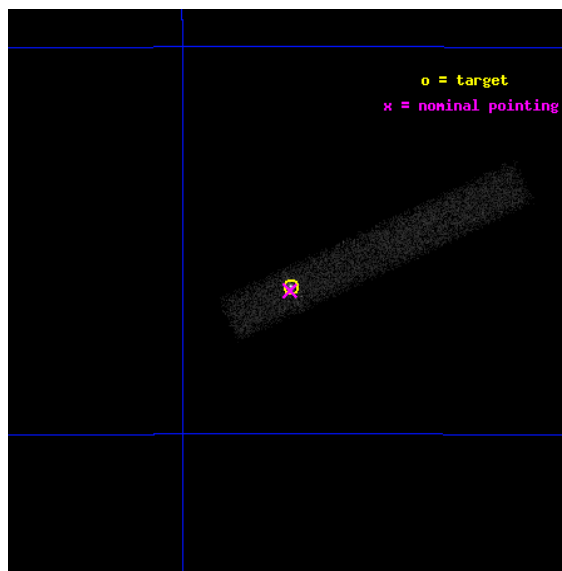 o = target
x = nominal pointing